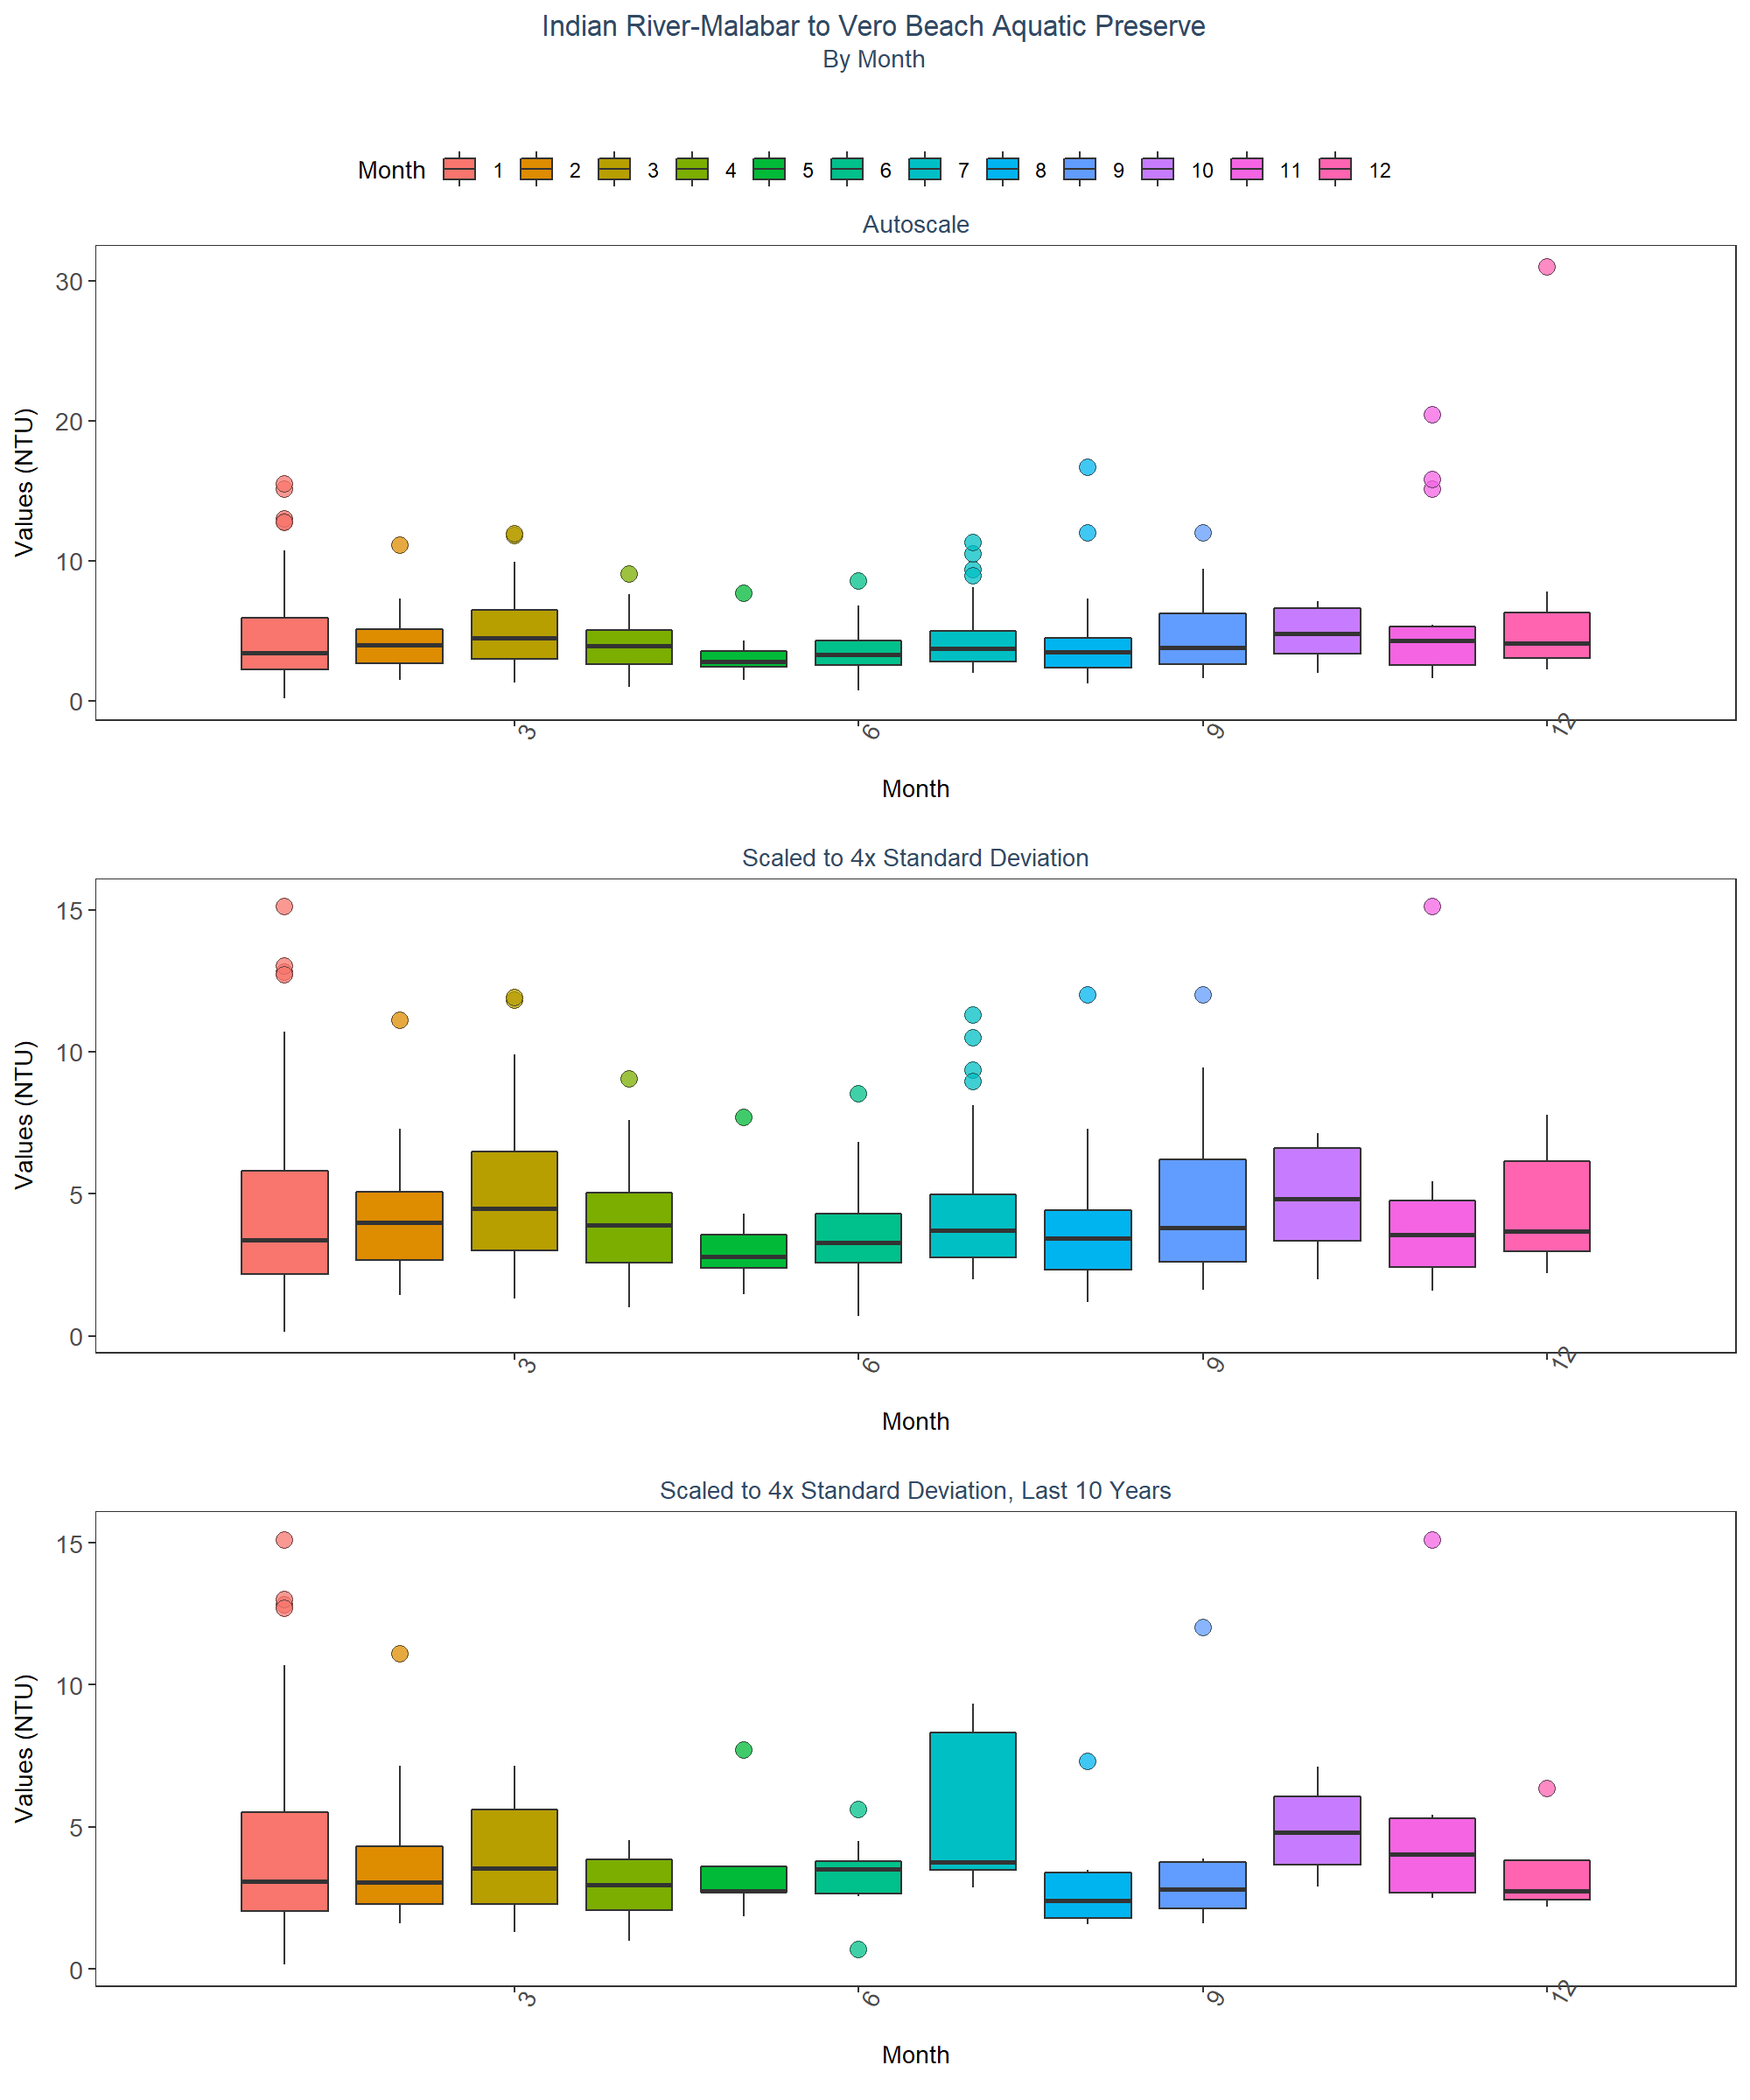 Indian River-Malabar to Vero Beach Aquatic Preserve
By Month
Month 1 2 3 4 5 6 7 8 9 10 11 12
Autoscale
Values (NTU)
30
20
10
0
3 6 9 12
Month
Scaled to 4x Standard Deviation
Values (NTU)
15
10
5
0
3 6 9 12
Month
Scaled to 4x Standard Deviation, Last 10 Years
Values (NTU)
15
10
5
0
3 6 9 12
Month